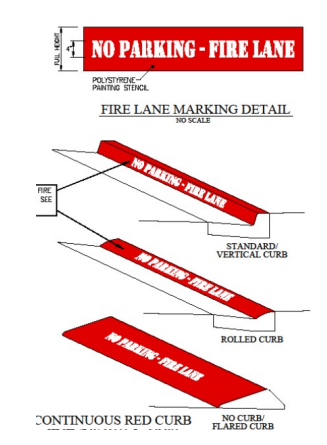 FULL HEIGHT
4"
NO PARKING - FIRE LANE
POLYSTYRENE
PAINTING STENCIL
FIRE LANE MARKING DETAIL
NO SCALE
NO PARKING - FIRE LANE
FIRE
SEE
STANDARD/
VERTICAL CURB
NO PARKING - FIRE LANE
ROLLED CURB
NO PARKING - FIRE LANE
CONTINUOUS RED CURB
NO CURB/
FLARED CURB